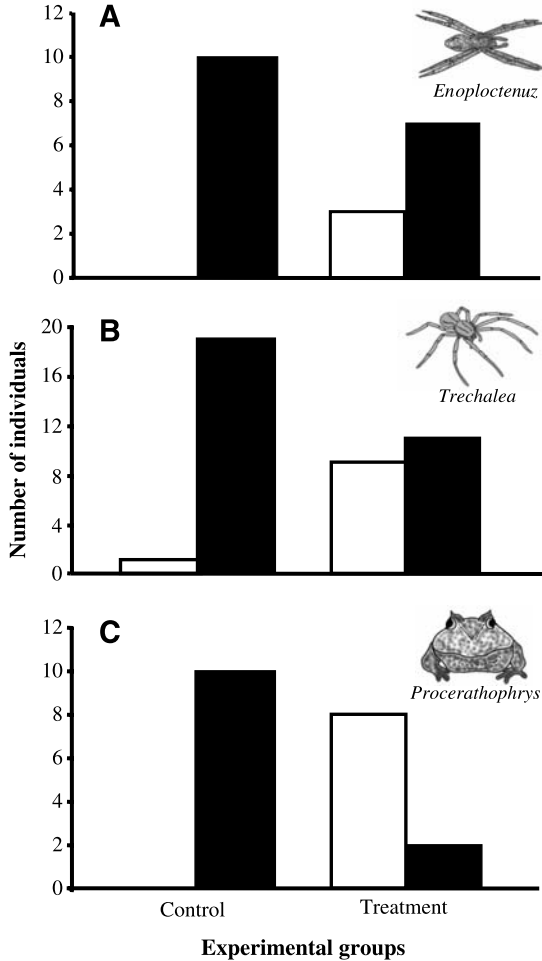 A
12
10
8
6
4
2
0
Enoploctenuz
B
20
16
12
8
4
0
Trechalea
Number of individuals
C
12
10
8
6
4
2
0
Procerathophrys
Control
Treatment
Experimental groups